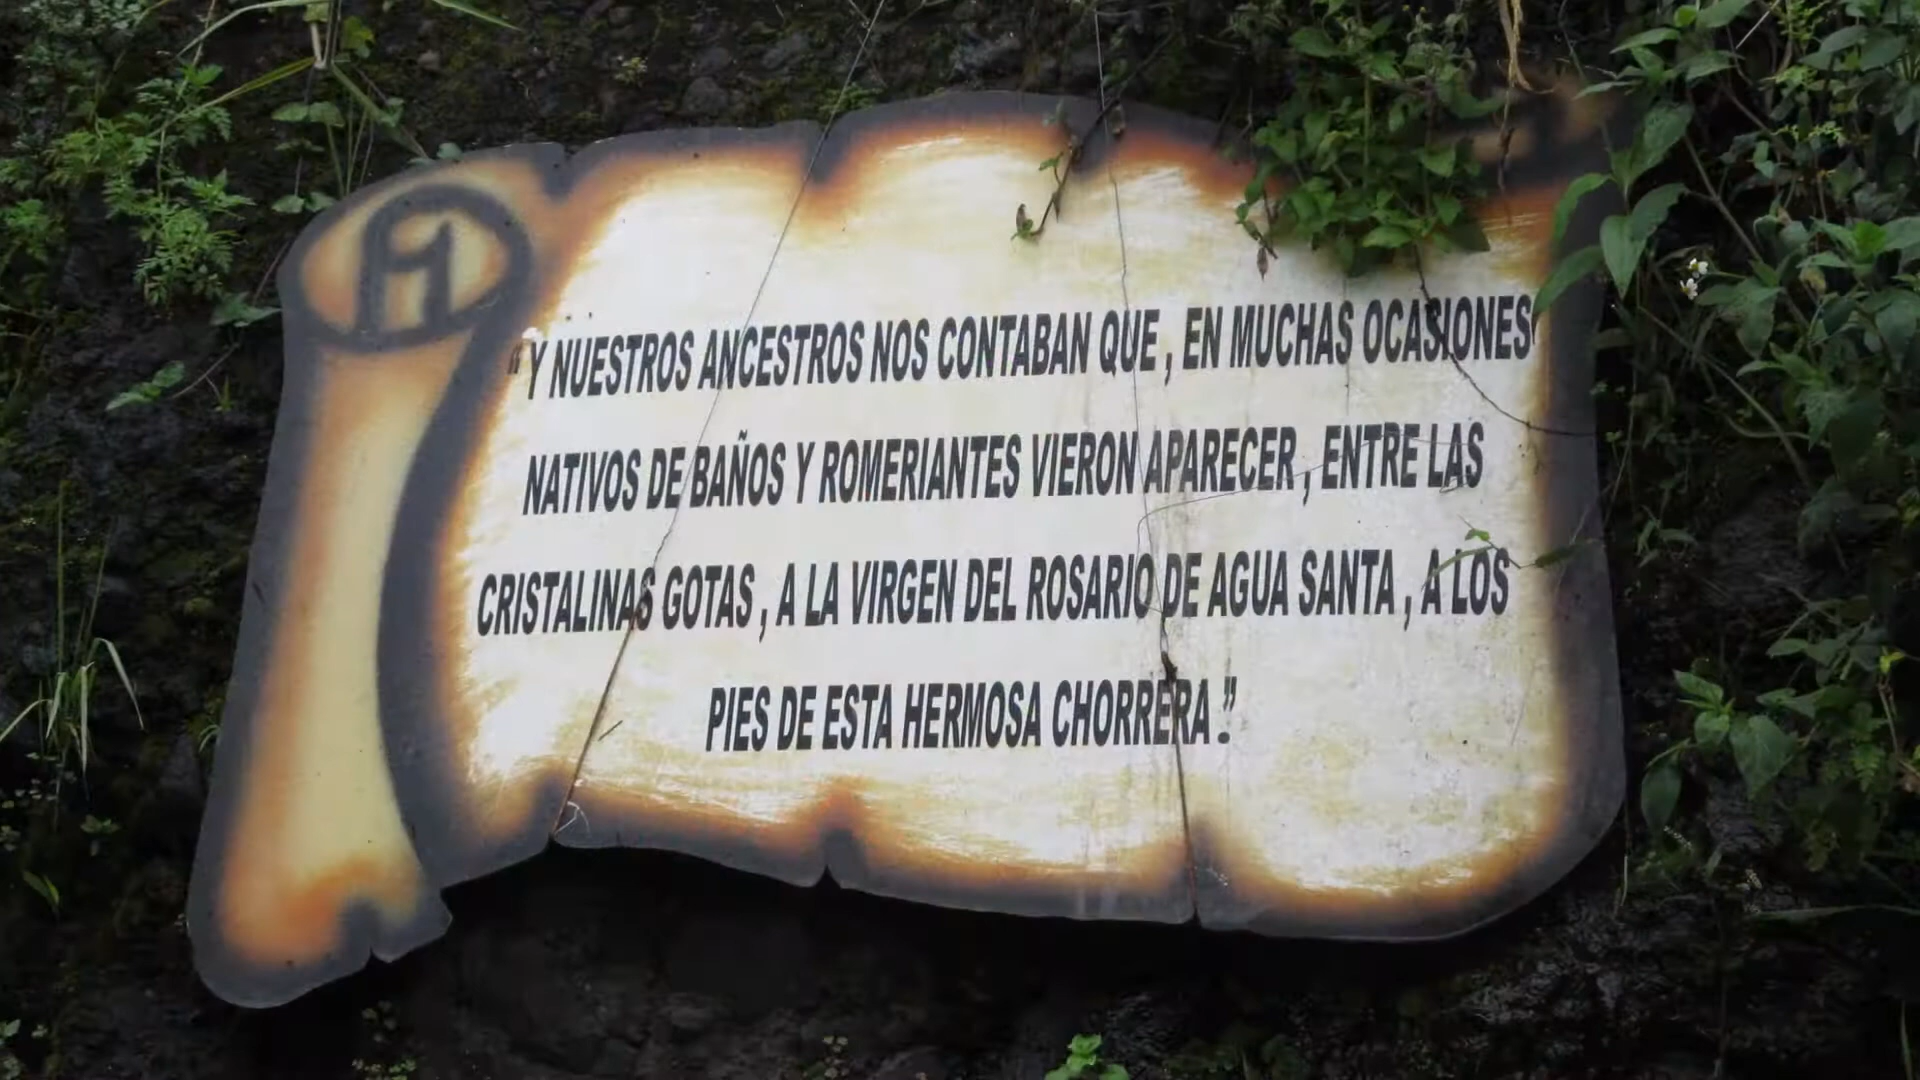 “Y NUESTROS ANCESTROS NOS CONTABAN QUE , EN MUCHAS OCASIONES
NATIVOS DE BAÑOS Y ROMERIANTES VIERON APARECER , ENTRE LAS
CRISTALINAS GOTAS , A LA VIRGEN DEL ROSARIO DE AGUA SANTA , A LOS
PIES DE ESTA HERMOSA CHORRERA .”